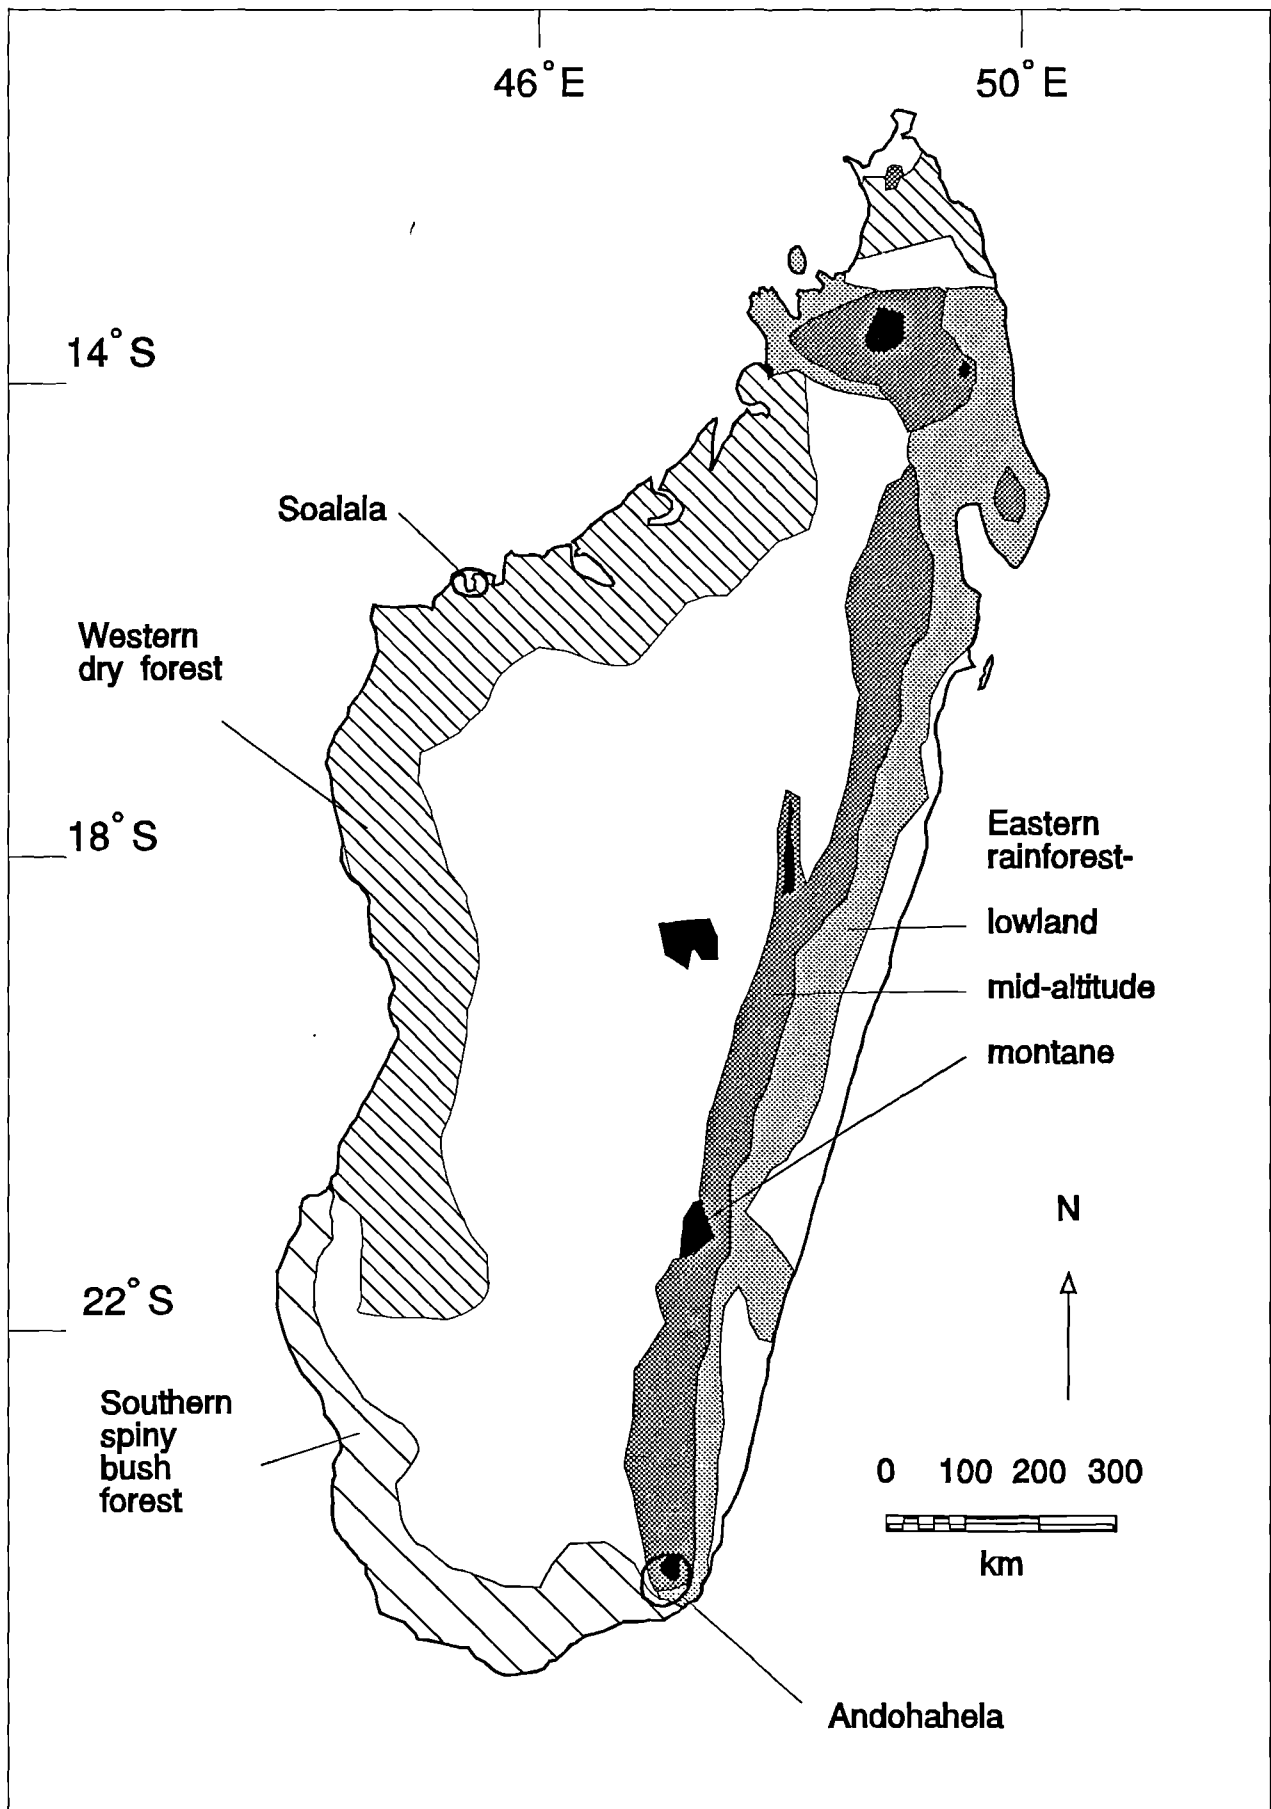 46°E
50°E
14°S
Soalala
Western
dry forest
18°S
Eastern
rainforest-
lowland
mid-altitude
montane
N
22°S
Southern
spiny
bush
forest
0 100 200 300
km
Andohahela